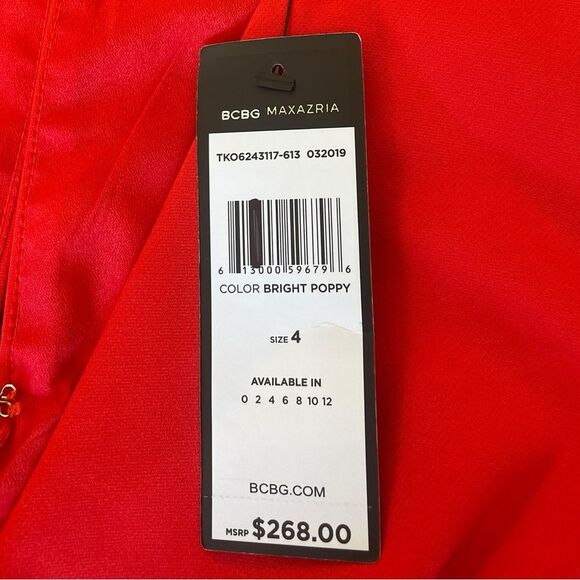 BCBG MAXAZRIA
TKO6243117-613 032019
6 13000 59679 6
COLOR BRIGHT POPPY
SIZE 4
AVAILABLE IN
0 2 4 6 8 10 12
BCBG.COM
MSRP $268.00